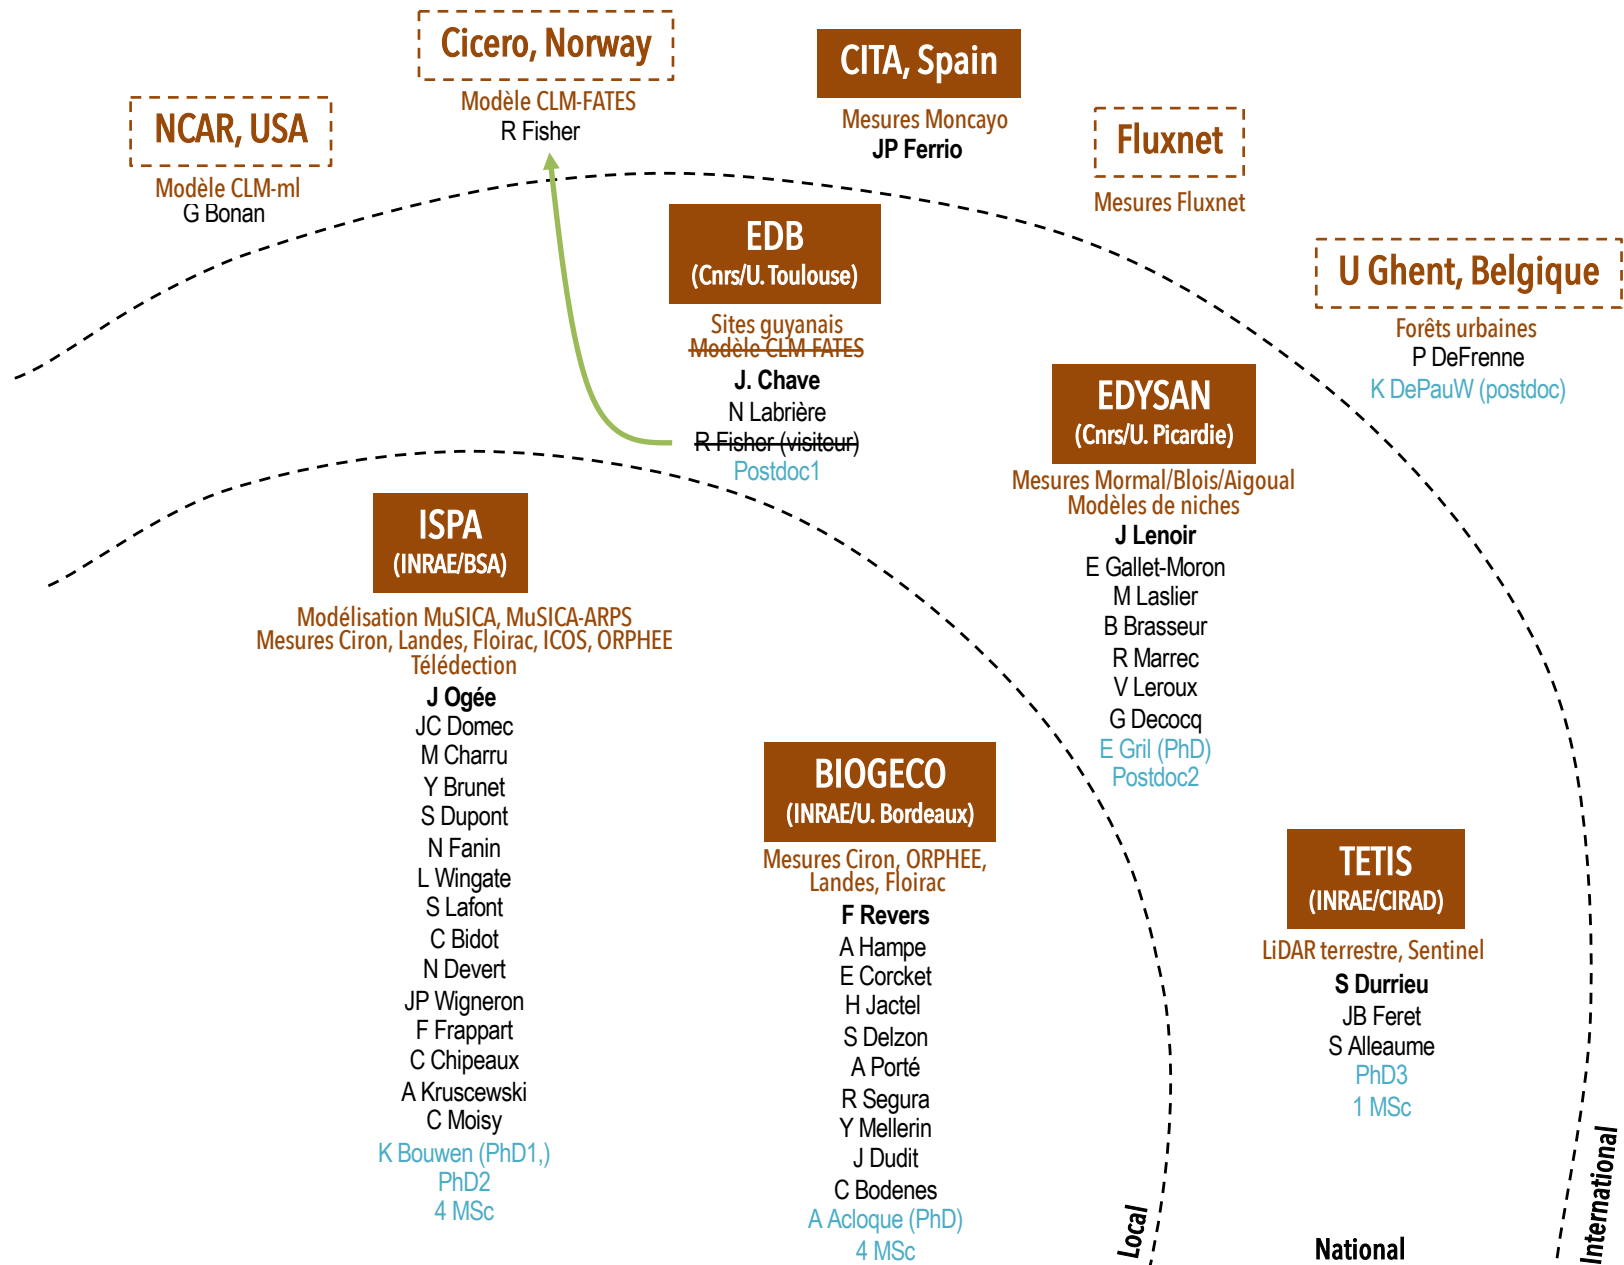 Cicero, Norway
Modèle CLM-FATES
R Fisher
CITA, Spain
Mesures Moncayo
JP Ferrio
NCAR, USA
Modèle CLM-ml
G Bonan
Fluxnet
Mesures Fluxnet
EDB
(Cnrs/U. Toulouse)
Sites guyanais
Modèle CLM-FATES
J. Chave
N Labrière
R Fisher (visiteur)
Postdoc1
U Ghent, Belgique
Forêts urbaines
P DeFrenne
K DePauW (postdoc)
EDYSAN
(Cnrs/U. Picardie)
Mesures Mormal/Blois/Aigoual
Modèles de niches
J Lenoir
E Gallet-Moron
M Laslier
B Brasseur
R Marrec
V Leroux
G Decocq
E Gril (PhD)
Postdoc2
ISPA
(INRAE/BSA)
Modélisation MuSICA, MuSICA-ARPS
Mesures Ciron, Landes, Floirac, ICOS, ORPHEE
Télédection
J Ogée
JC Domec
M Charru
Y Brunet
S Dupont
N Fanin
L Wingate
S Lafont
C Bidot
N Devert
JP Wigneron
F Frappart
C Chipeaux
A Kruscewski
C Moisy
K Bouwen (PhD1,)
PhD2
4 MSc
BIOGECO
(INRAE/U. Bordeaux)
Mesures Ciron, ORPHEE,
Landes, Floirac
F Revers
A Hampe
E Corcket
H Jactel
S Delzon
A Porté
R Segura
Y Mellerin
J Dudit
C Bodenes
A Acloque (PhD)
4 MSc
TETIS
(INRAE/CIRAD)
LiDAR terrestre, Sentinel
S Durrieu
JB Feret
S Alleaume
PhD3
1 MSc
Local
National
International